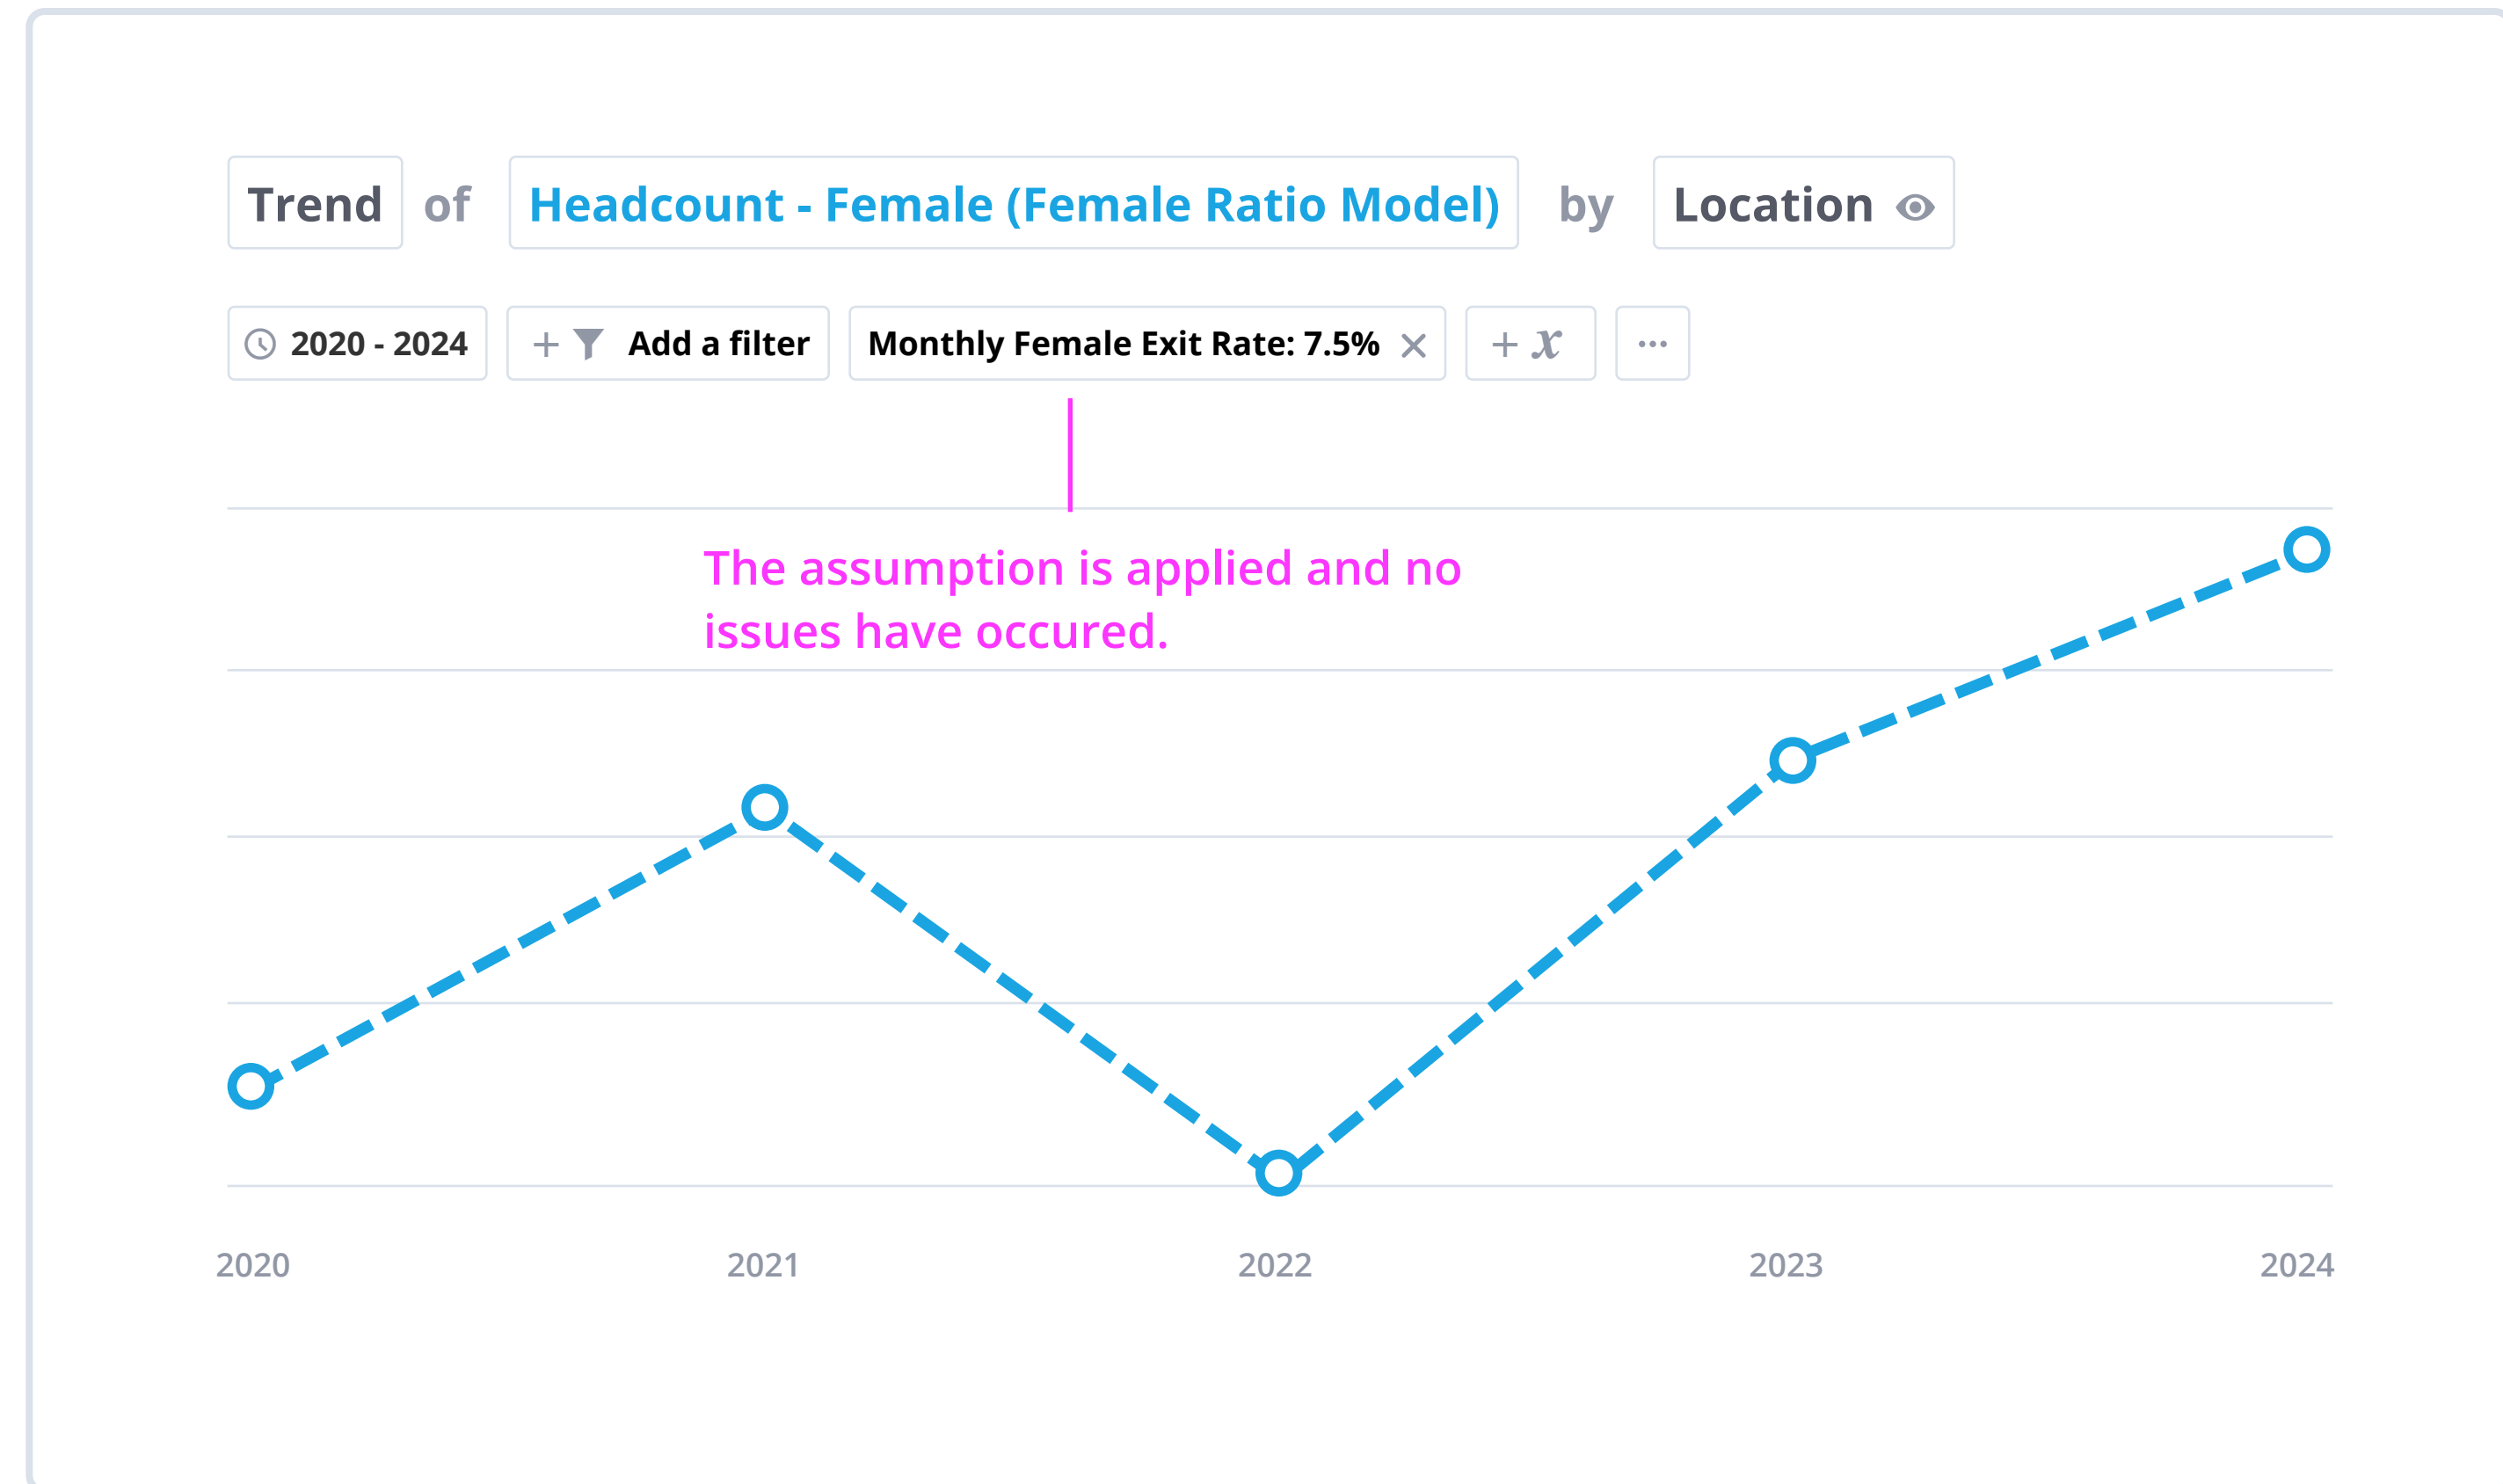 Trend of Headcount - Female (Female Ratio Model) by Location
2020 - 2024 Add a filter Monthly Female Exit Rate: 7.5% × + x ...
The assumption is applied and no
issues have occured.
2020 2021 2022 2023 2024